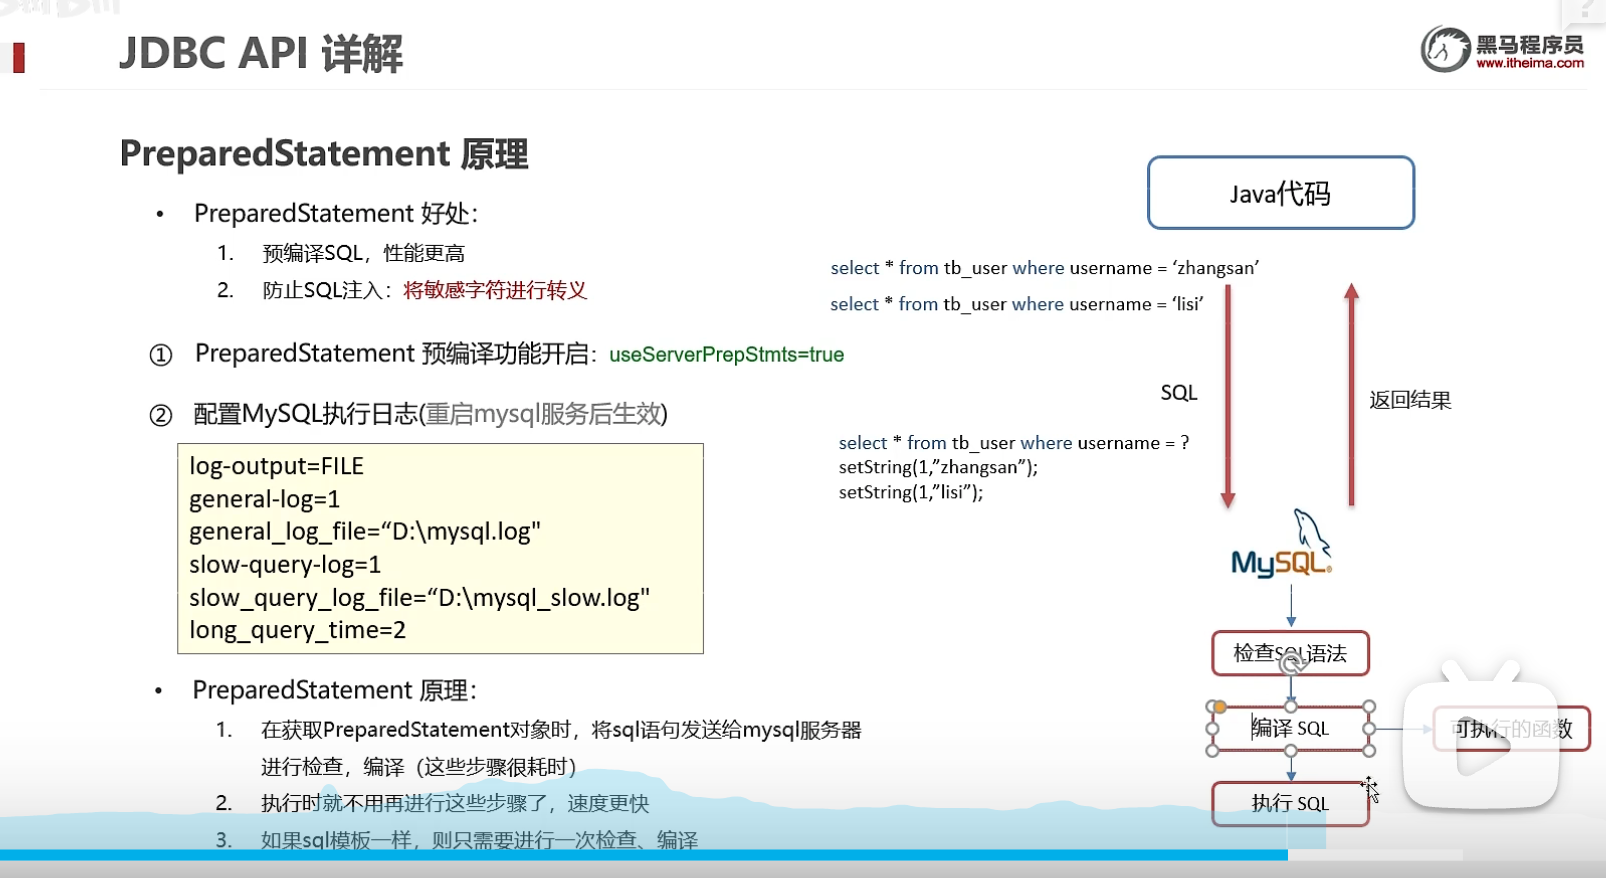 JDBC API 详解
黑马程序员
www.itheima.com
PreparedStatement 原理
• PreparedStatement 好处：
1. 预编译SQL，性能更高
2. 防止SQL注入：将敏感字符进行转义
① PreparedStatement 预编译功能开启：useServerPrepStmts=true
② 配置MySQL执行日志(重启mysql服务后生效)
log-output=FILE
general-log=1
general_log_file=“D:\mysql.log"
slow-query-log=1
slow_query_log_file=“D:\mysql_slow.log"
long_query_time=2
• PreparedStatement 原理：
1. 在获取PreparedStatement对象时，将sql语句发送给mysql服务器
进行检查，编译（这些步骤很耗时）
2. 执行时就不用再进行这些步骤了，速度更快
3. 如果sql模板一样，则只需要进行一次检查、编译
Java代码
select * from tb_user where username = ‘zhangsan’
select * from tb_user where username = ‘lisi’
SQL
返回结果
select * from tb_user where username = ?
setString(1,”zhangsan”);
setString(1,”lisi”);
MySQL®
检查SQL语法
编译 SQL
可执行的函数
执行 SQL